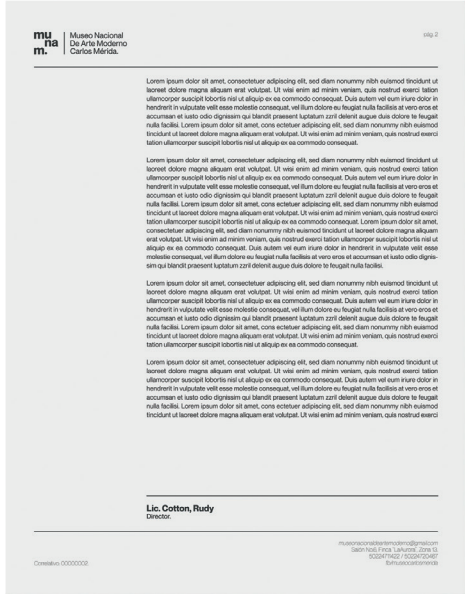 mu
na
m.
Museo Nacional
De Arte Moderno
Carlos Mérida.
pág. 2
Lorem ipsum dolor sit amet, consectetuer adipiscing elit, sed diam nonummy nibh euismod tincidunt ut
laoreet dolore magna aliquam erat volutpat. Ut wisi enim ad minim veniam, quis nostrud exerci tation
ullamcorper suscipit lobortis nisl ut aliquip ex ea commodo consequat. Duis autem vel eum iriure dolor in
hendrerit in vulputate velit esse molestie consequat, vel illum dolore eu feugiat nulla facilisis at vero eros et
accumsan et iusto odio dignissim qui blandit praesent luptatum zzril delenit augue duis dolore te feugait
nulla facilisi. Lorem ipsum dolor sit amet, cons ectetuer adipiscing elit, sed diam nonummy nibh euismod
tincidunt ut laoreet dolore magna aliquam erat volutpat. Ut wisi enim ad minim veniam, quis nostrud exerci
tation ullamcorper suscipit lobortis nisl ut aliquip ex ea commodo consequat.
Lorem ipsum dolor sit amet, consectetuer adipiscing elit, sed diam nonummy nibh euismod tincidunt ut
laoreet dolore magna aliquam erat volutpat. Ut wisi enim ad minim veniam, quis nostrud exerci tation
ullamcorper suscipit lobortis nisl ut aliquip ex ea commodo consequat. Duis autem vel eum iriure dolor in
hendrerit in vulputate velit esse molestie consequat, vel illum dolore eu feugiat nulla facilisis at vero eros et
accumsan et iusto odio dignissim qui blandit praesent luptatum zzril delenit augue duis dolore te feugait
nulla facilisi. Lorem ipsum dolor sit amet, cons ectetuer adipiscing elit, sed diam nonummy nibh euismod
tincidunt ut laoreet dolore magna aliquam erat volutpat. Ut wisi enim ad minim veniam, quis nostrud exerci
tation ullamcorper suscipit lobortis nisl ut aliquip ex ea commodo consequat. Lorem ipsum dolor sit amet,
consectetuer adipiscing elit, sed diam nonummy nibh euismod tincidunt ut laoreet dolore magna aliquam
erat volutpat. Ut wisi enim ad minim veniam, quis nostrud exerci tation ullamcorper suscipit lobortis nisl ut
aliquip ex ea commodo consequat. Duis autem vel eum iriure dolor in hendrerit in vulputate velit esse
molestie consequat, vel illum dolore eu feugiat nulla facilisis at vero eros et accumsan et iusto odio dignis-
sim qui blandit praesent luptatum zzril delenit augue duis dolore te feugait nulla facilisi.
Lorem ipsum dolor sit amet, consectetuer adipiscing elit, sed diam nonummy nibh euismod tincidunt ut
laoreet dolore magna aliquam erat volutpat. Ut wisi enim ad minim veniam, quis nostrud exerci tation
ullamcorper suscipit lobortis nisl ut aliquip ex ea commodo consequat. Duis autem vel eum iriure dolor in
hendrerit in vulputate velit esse molestie consequat, vel illum dolore eu feugiat nulla facilisis at vero eros et
accumsan et iusto odio dignissim qui blandit praesent luptatum zzril delenit augue duis dolore te feugait
nulla facilisi. Lorem ipsum dolor sit amet, cons ectetuer adipiscing elit, sed diam nonummy nibh euismod
tincidunt ut laoreet dolore magna aliquam erat volutpat. Ut wisi enim ad minim veniam, quis nostrud exerci
tation ullamcorper suscipit lobortis nisl ut aliquip ex ea commodo consequat.
Lorem ipsum dolor sit amet, consectetuer adipiscing elit, sed diam nonummy nibh euismod tincidunt ut
laoreet dolore magna aliquam erat volutpat. Ut wisi enim ad minim veniam, quis nostrud exerci tation
ullamcorper suscipit lobortis nisl ut aliquip ex ea commodo consequat. Duis autem vel eum iriure dolor in
hendrerit in vulputate velit esse molestie consequat, vel illum dolore eu feugiat nulla facilisis at vero eros et
accumsan et iusto odio dignissim qui blandit praesent luptatum zzril delenit augue duis dolore te feugait
nulla facilisi. Lorem ipsum dolor sit amet, cons ectetuer adipiscing elit, sed diam nonummy nibh euismod
tincidunt ut laoreet dolore magna aliquam erat volutpat. Ut wisi enim ad minim veniam, quis nostrud exerci
Lic. Cotton, Rudy
Director.
museonacionaldeartemoderno@gmail.com
Salón No.6, Finca "La Aurora", Zona 13.
50224711422 / 50224720467
fb/museocarlosmerida
Correlativo: 00000002